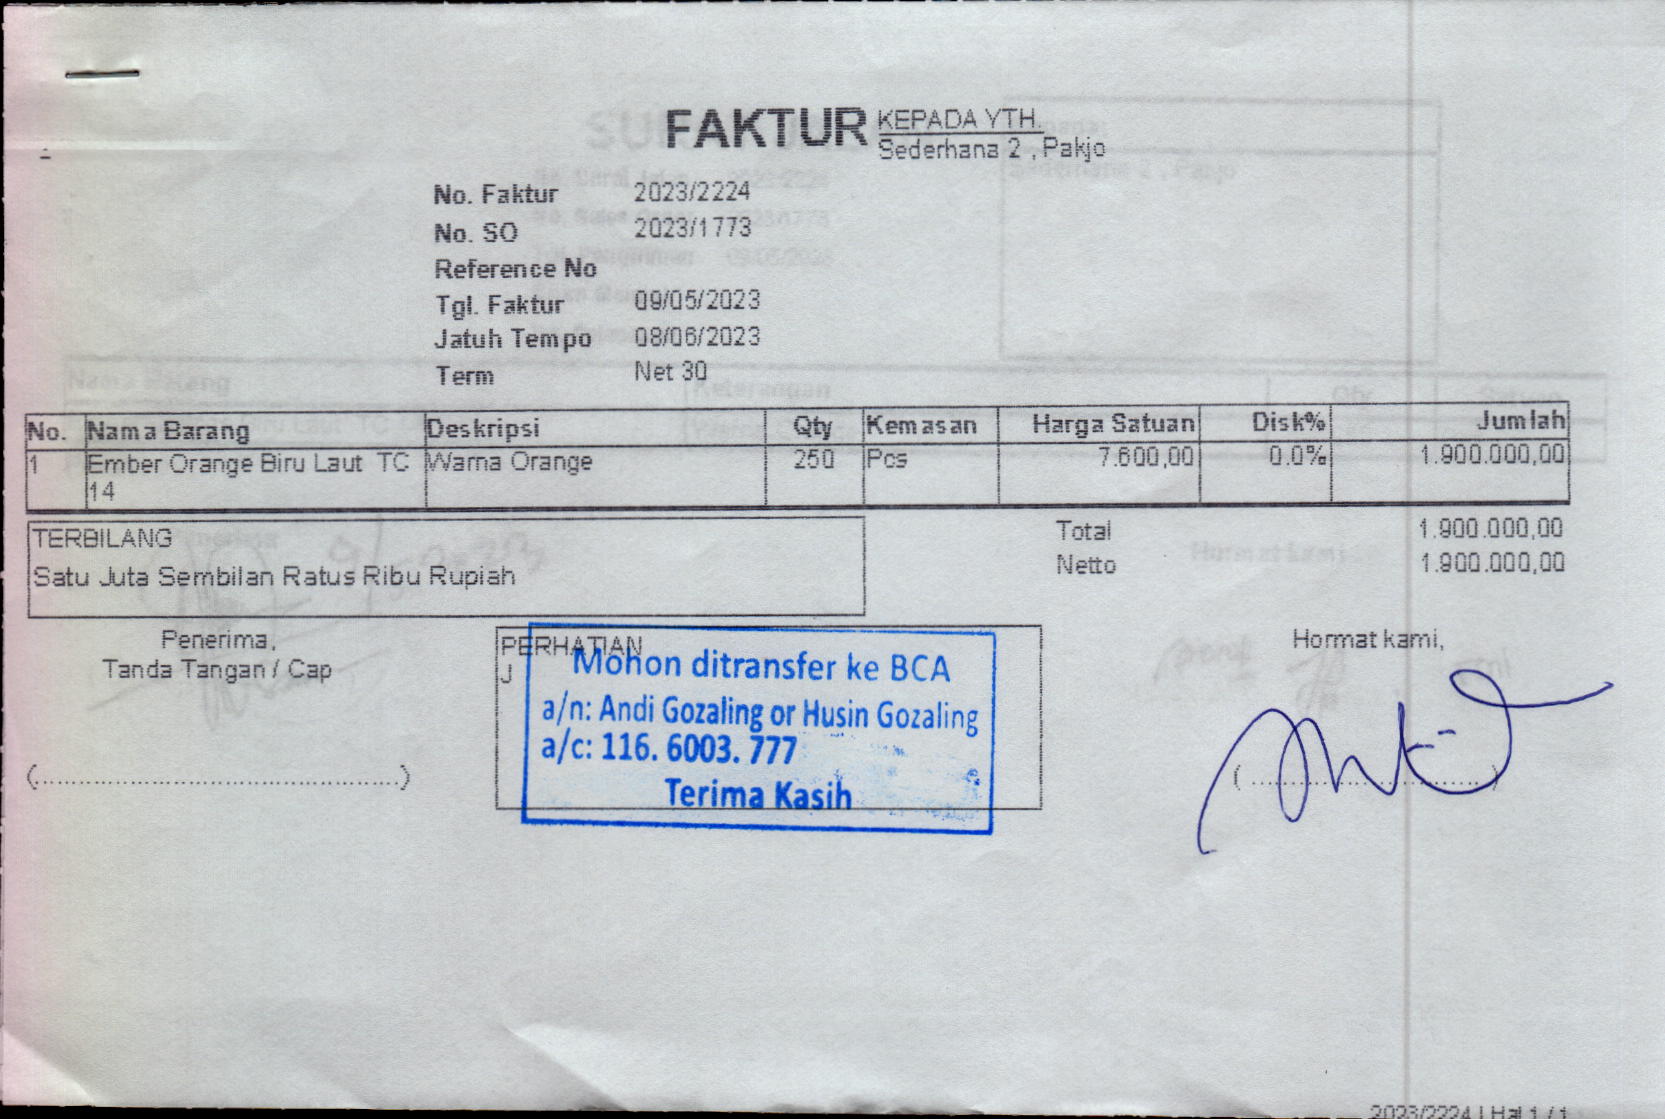 FAKTUR
KEPADA YTH.
Sederhana 2 , Pakjo
No. Faktur 2023/2224
No. SO 2023/1773
Reference No
Tgl. Faktur 09/05/2023
Jatuh Tempo 08/06/2023
Term Net 30
No. Nama Barang Deskripsi Qty Kemasan Harga Satuan Disk% Jumlah
1 Ember Orange Biru Laut TC Warna Orange 250 Pcs 7.600,00 0.0% 1.900.000,00
14
TERBILANG
Satu Juta Sembilan Ratus Ribu Rupiah
Total 1.900.000,00
Netto 1.900.000,00
Penerima,
Tanda Tangan / Cap
(..........................................)
PERHATIAN
J
Mohon ditransfer ke BCA
a/n: Andi Gozaling or Husin Gozaling
a/c: 116. 6003. 777
Terima Kasih
Hormat kami,
(..............................)
2023/2224 | Hal 1 / 1